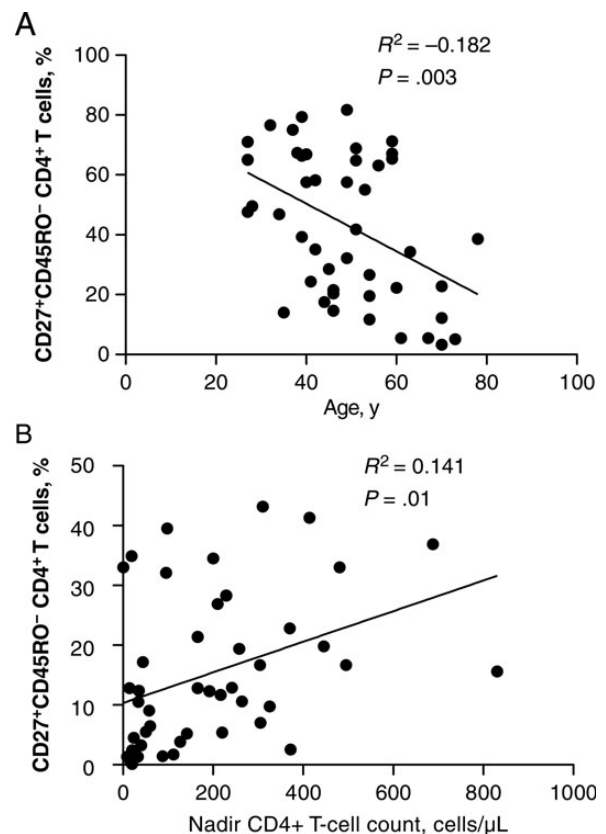 A
R² = –0.182
P = .003
CD27⁺CD45RO⁻ CD4⁺ T cells, %
100
80
60
40
20
0
0 20 40 60 80 100
Age, y
B
R² = 0.141
P = .01
CD27⁺CD45RO⁻ CD4⁺ T cells, %
50
40
30
20
10
0
0 200 400 600 800 1000
Nadir CD4+ T-cell count, cells/µL